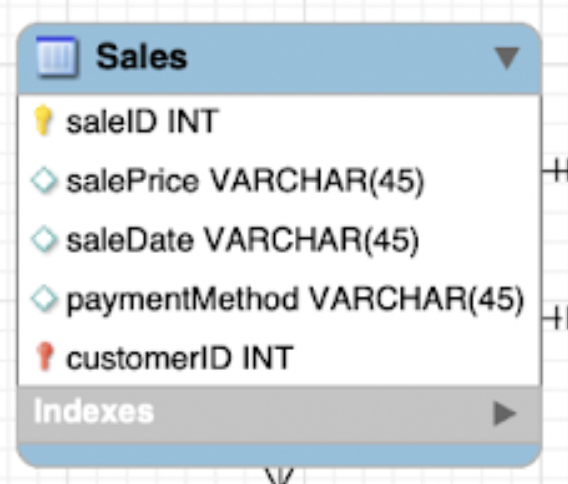 Sales
saleID INT
salePrice VARCHAR(45)
saleDate VARCHAR(45)
paymentMethod VARCHAR(45)
customerID INT
Indexes